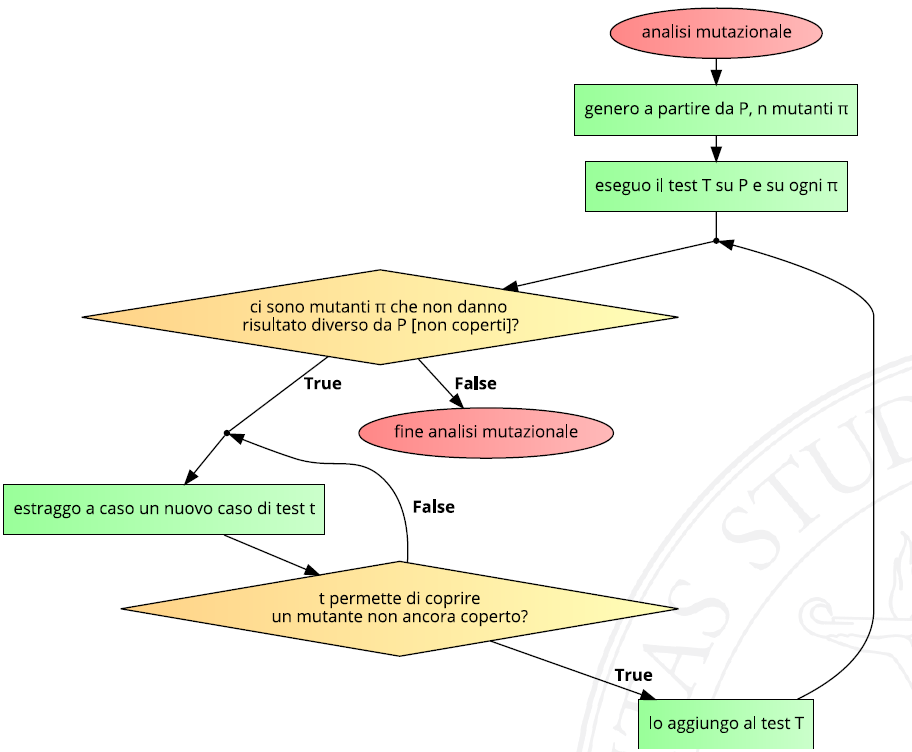 analisi mutazionale
genero a partire da P, n mutanti π
eseguo il test T su P e su ogni π
ci sono mutanti π che non danno
risultato diverso da P [non coperti]?
True
False
fine analisi mutazionale
estraggo a caso un nuovo caso di test t
False
t permette di coprire
un mutante non ancora coperto?
True
lo aggiungo al test T
TAS STUD